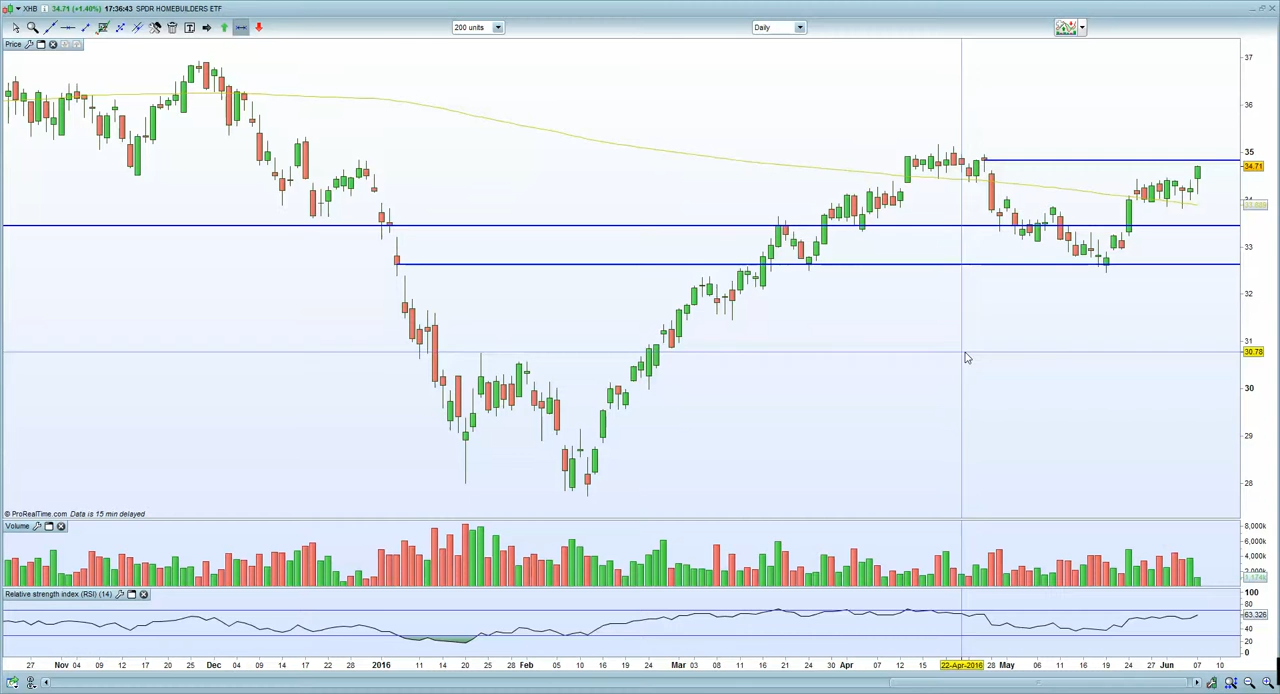 XHB 34.71 (+1.40%) 17:36:43 SPDR HOMEBUILDERS ETF
200 units Daily
Price
37
36
35
34.71
34
33
32
31
30.78
30
29
28
© ProRealTime.com Data is 15 min delayed
Volume
8,000k
6,000k
4,000k
2,000k
1,174k
Relative strength index (RSI) (14)
100
80
63.326
40
20
0
27 Nov 04 09 12 17 20 25 Dec 04 09 14 17 22 28 2016 11 14 20 25 28 Feb 05 10 16 19 24 Mar 03 08 11 16 21 24 30 Apr 07 12 15 22-Apr-2016 28 May 06 11 16 19 24 Jun 07 10